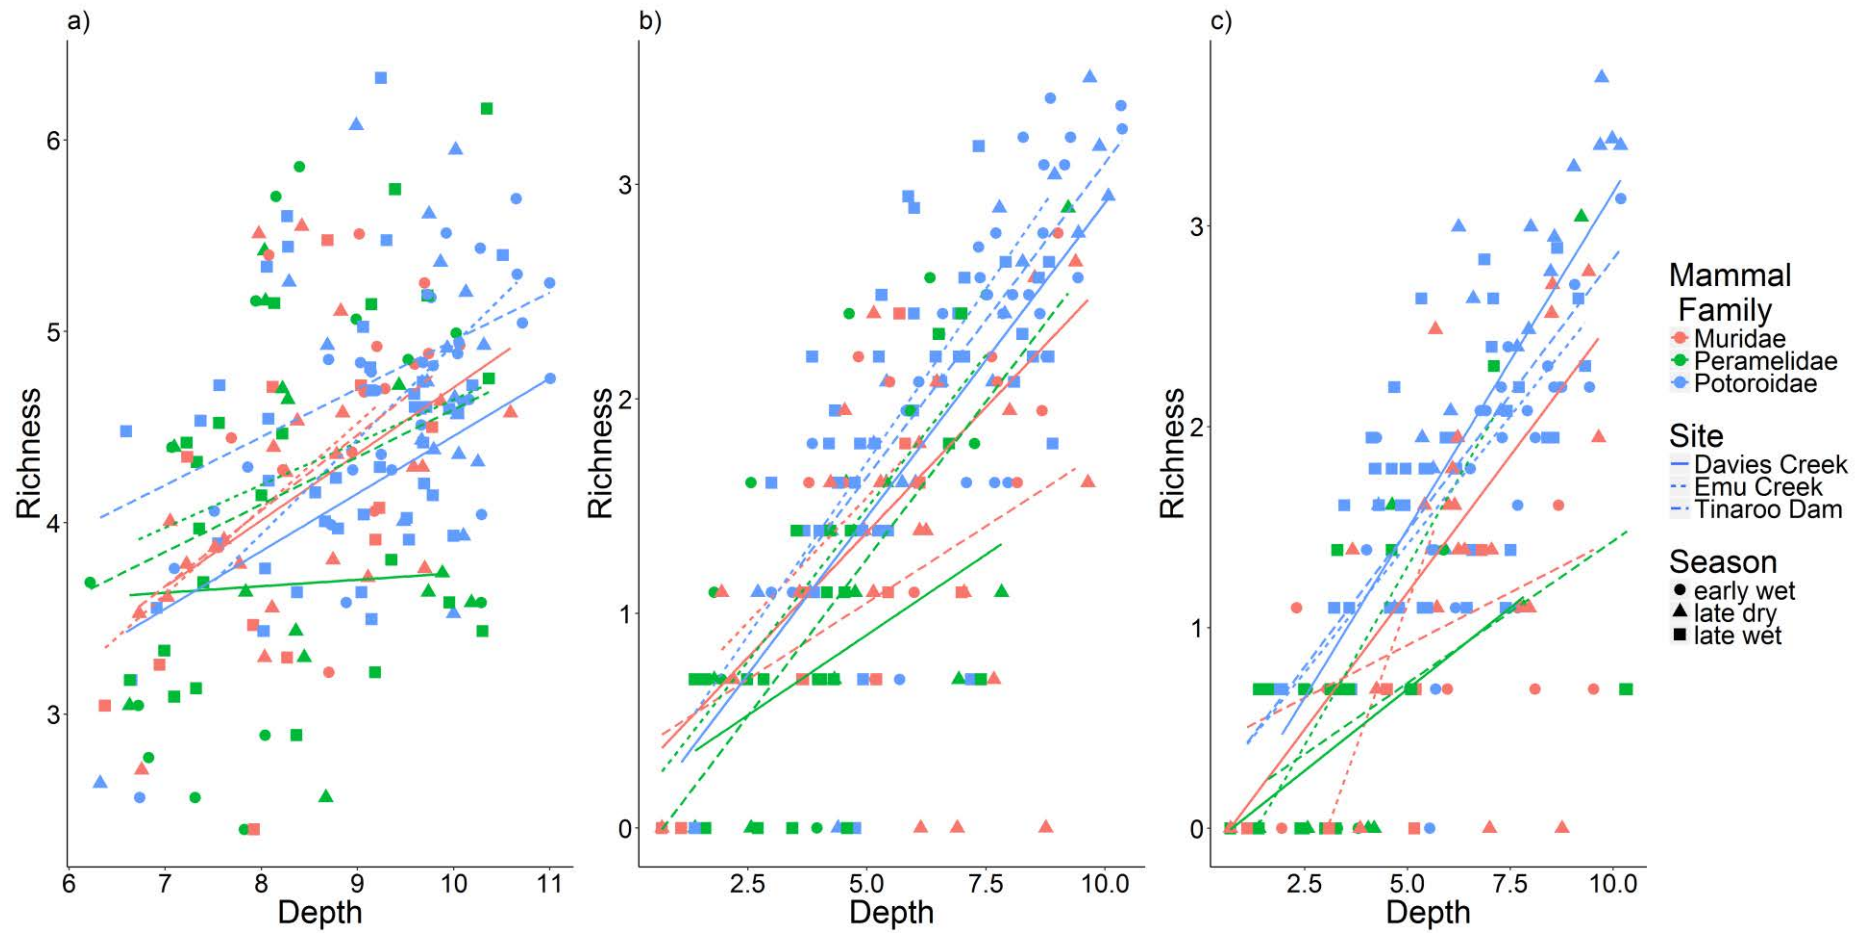 a)
b)
c)
Richness
6
5
4
3
6 7 8 9 10 11
Depth
Richness
3
2
1
0
2.5 5.0 7.5 10.0
Depth
Richness
3
2
1
0
2.5 5.0 7.5 10.0
Depth
Mammal
Family
Muridae
Peramelidae
Potoroidae
Site
Davies Creek
Emu Creek
Tinaroo Dam
Season
early wet
late dry
late wet